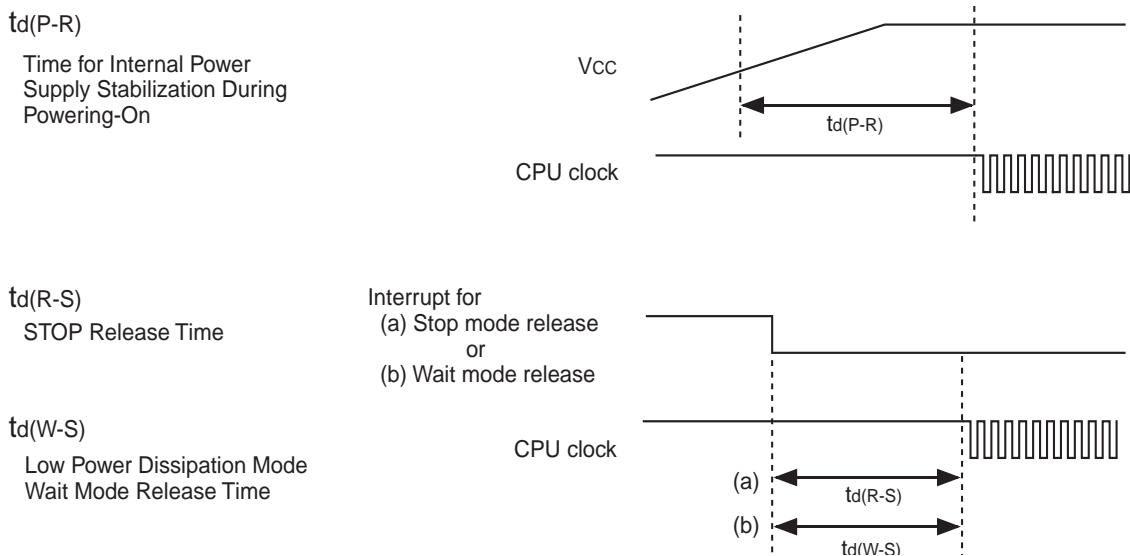 td(P-R)
Time for Internal Power
Supply Stabilization During
Powering-On
VCC
td(P-R)
CPU clock
td(R-S)
STOP Release Time
Interrupt for
(a) Stop mode release
or
(b) Wait mode release
td(W-S)
Low Power Dissipation Mode
Wait Mode Release Time
CPU clock
(a)
td(R-S)
(b)
td(W-S)